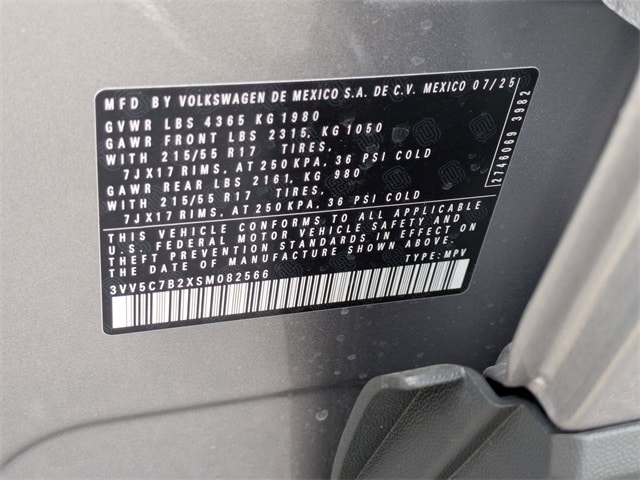 MFD BY VOLKSWAGEN DE MEXICO S.A. DE C.V. MEXICO 07/25
GVWR LBS 4365 KG1980
GAWR FRONT LBS 2315, KG1050
WITH 215/55 R17 TIRES,
7JX17 RIMS, AT 250 KPA, 36 PSI COLD
GAWR REAR LBS 2161, KG 980
WITH 215/55 R17 TIRES,
7JX17 RIMS, AT 250 KPA, 36 PSI COLD
THIS VEHICLE CONFORMS TO ALL APPLICABLE
U.S. FEDERAL MOTOR VEHICLE SAFETY AND
THEFT PREVENTION STANDARDS IN EFFECT ON
THE DATE OF MANUFACTURE SHOWN ABOVE.
3VV5C7B2XSM082566 TYPE: MPV
2746069 3982